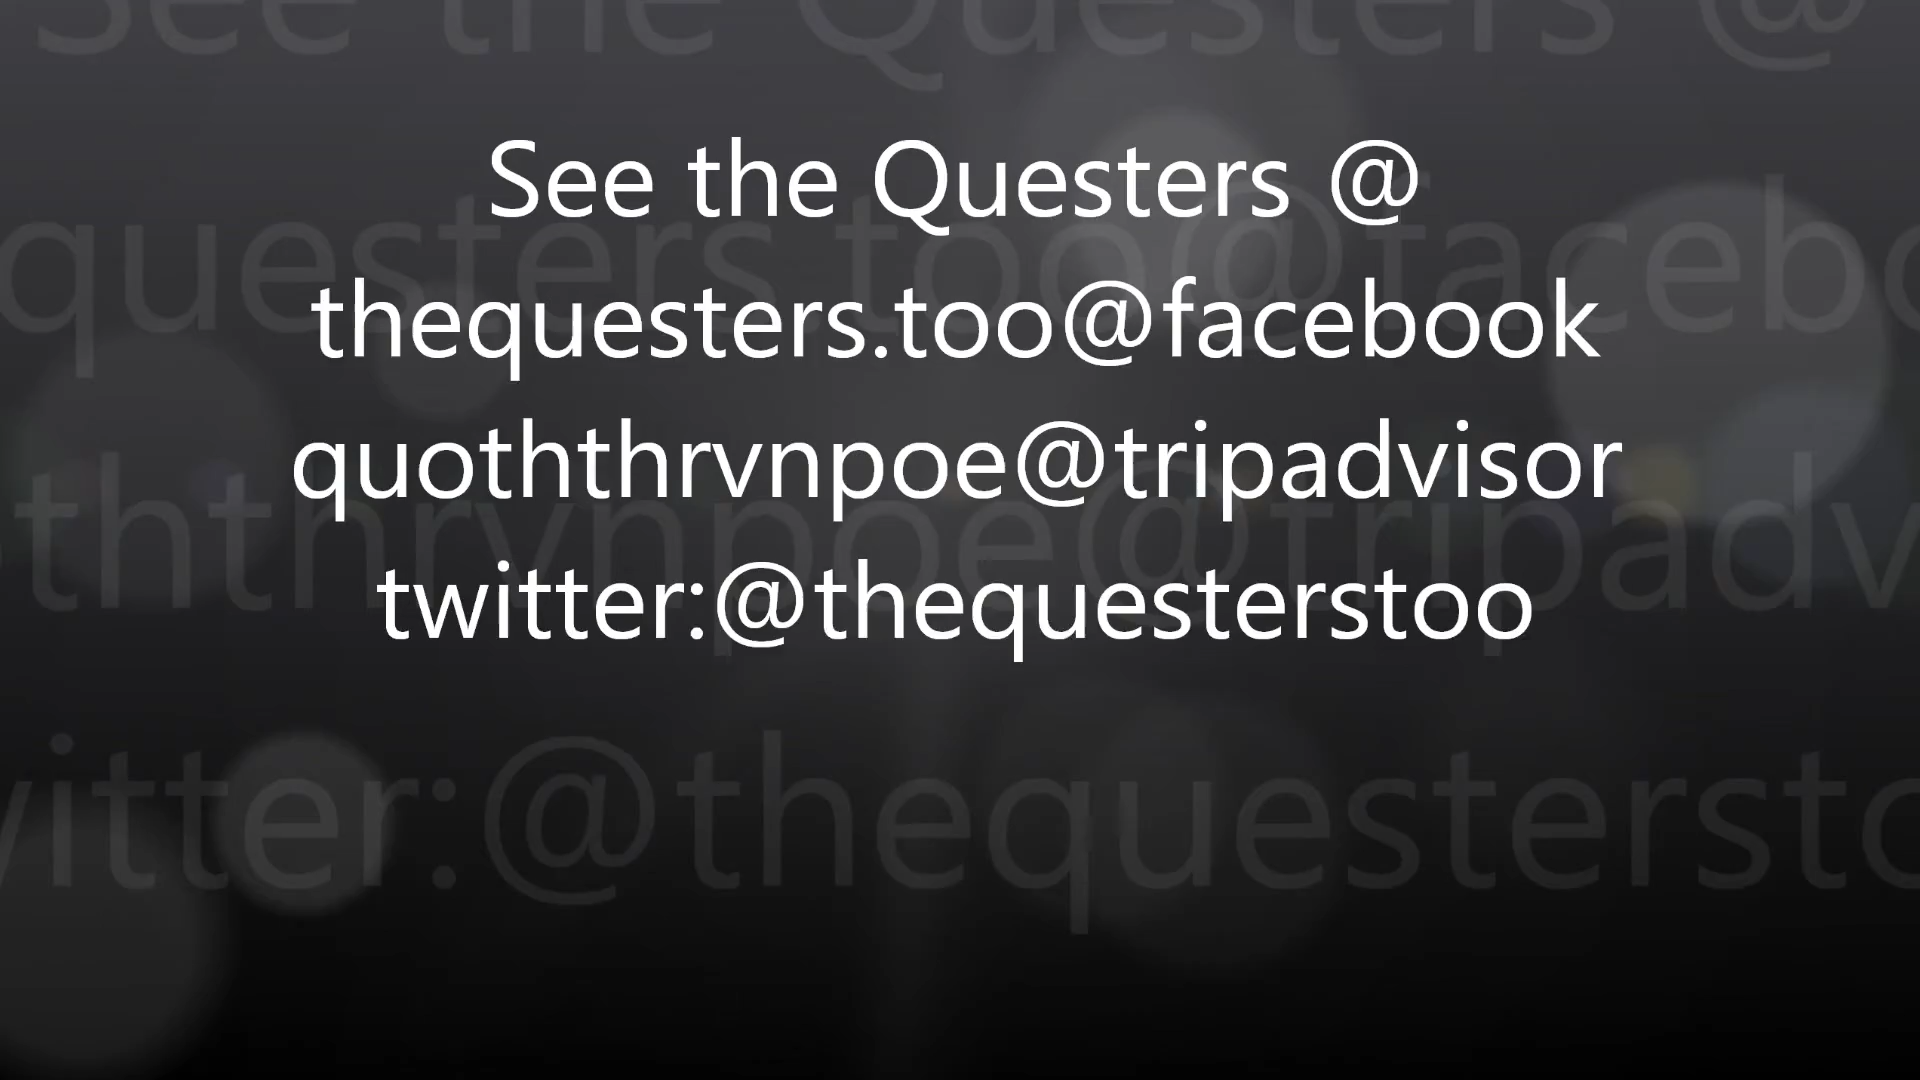 See the Questers @
thequesters.too@facebook
quoththrvnpoe@tripadvisor
twitter:@thequesterstoo